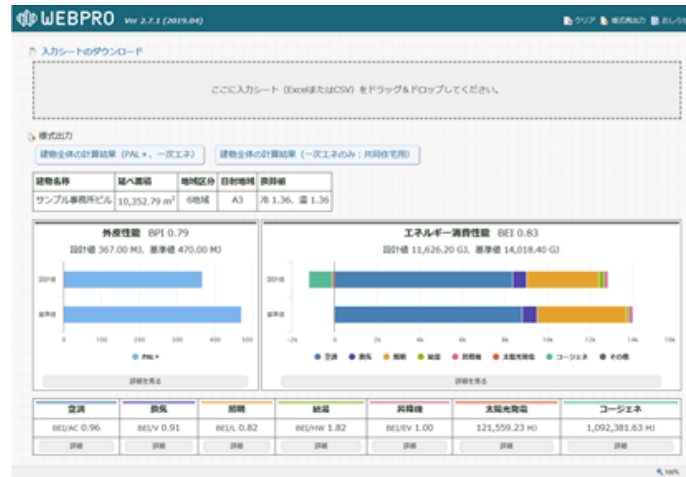 WEBPRO Ver 2.7.1 (2019.04)
クリア 様式再出力 おしらせ
入力シートのダウンロード
ここに入力シート (ExcelまたはCSV) をドラッグ&ドロップしてください。
様式出力
建物全体の計算結果 (PAL*、一次エネ) 建物全体の計算結果 (一次エネのみ:共同住宅用)
建物名称 延べ面積 地域区分 日射地域 換算値
サンプル事務所ビル 10,352.79 m² 6地域 A3 冷 1.36、温 1.36
外皮性能 BPI 0.79
設計値 367.00 MJ、基準値 470.00 MJ
設計値
基準値
0 100 200 300 400 500
PAL*
詳細を見る
エネルギー消費性能 BEI 0.83
設計値 11,626.20 GJ、基準値 14,018.40 GJ
設計値
基準値
-2k 0 2k 4k 6k 8k 10k 12k 14k 16k
空調 換気 照明 給湯 昇降機 太陽光発電 コージェネ その他
詳細を見る
空調 換気 照明 給湯 昇降機 太陽光発電 コージェネ
BEI/AC 0.96 BEI/V 0.91 BEI/L 0.82 BEI/HW 1.82 BEI/EV 1.00 121,559.23 MJ 1,092,381.63 MJ
詳細 詳細 詳細 詳細 詳細 詳細 詳細
100%